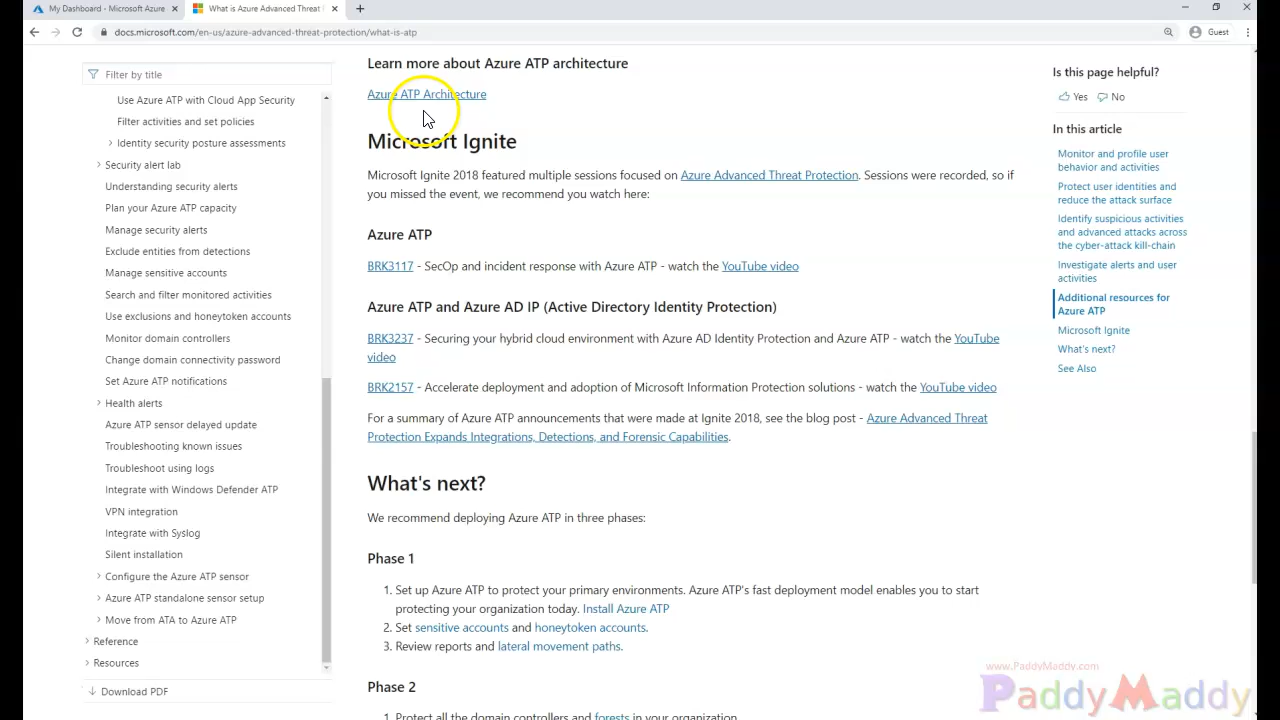 My Dashboard - Microsoft Azure
What is Azure Advanced Threat
docs.microsoft.com/en-us/azure-advanced-threat-protection/what-is-atp
Guest
Filter by title
Use Azure ATP with Cloud App Security
Filter activities and set policies
Identity security posture assessments
Security alert lab
Understanding security alerts
Plan your Azure ATP capacity
Manage security alerts
Exclude entities from detections
Manage sensitive accounts
Search and filter monitored activities
Use exclusions and honeytoken accounts
Monitor domain controllers
Change domain connectivity password
Set Azure ATP notifications
Health alerts
Azure ATP sensor delayed update
Troubleshooting known issues
Troubleshoot using logs
Integrate with Windows Defender ATP
VPN integration
Integrate with Syslog
Silent installation
Configure the Azure ATP sensor
Azure ATP standalone sensor setup
Move from ATA to Azure ATP
Reference
Resources
Download PDF
Learn more about Azure ATP architecture
Azure ATP Architecture
Microsoft Ignite
Microsoft Ignite 2018 featured multiple sessions focused on Azure Advanced Threat Protection. Sessions were recorded, so if
you missed the event, we recommend you watch here:
Azure ATP
BRK3117 - SecOp and incident response with Azure ATP - watch the YouTube video
Azure ATP and Azure AD IP (Active Directory Identity Protection)
BRK3237 - Securing your hybrid cloud environment with Azure AD Identity Protection and Azure ATP - watch the YouTube
video
BRK2157 - Accelerate deployment and adoption of Microsoft Information Protection solutions - watch the YouTube video
For a summary of Azure ATP announcements that were made at Ignite 2018, see the blog post - Azure Advanced Threat
Protection Expands Integrations, Detections, and Forensic Capabilities.
What's next?
We recommend deploying Azure ATP in three phases:
Phase 1
1. Set up Azure ATP to protect your primary environments. Azure ATP's fast deployment model enables you to start
protecting your organization today. Install Azure ATP
2. Set sensitive accounts and honeytoken accounts.
3. Review reports and lateral movement paths.
Phase 2
1. Protect all the domain controllers and forests in your organization.
Is this page helpful?
Yes No
In this article
Monitor and profile user
behavior and activities
Protect user identities and
reduce the attack surface
Identify suspicious activities
and advanced attacks across
the cyber-attack kill-chain
Investigate alerts and user
activities
Additional resources for
Azure ATP
Microsoft Ignite
What's next?
See Also
www.PaddyMaddy.com
PaddyMaddy